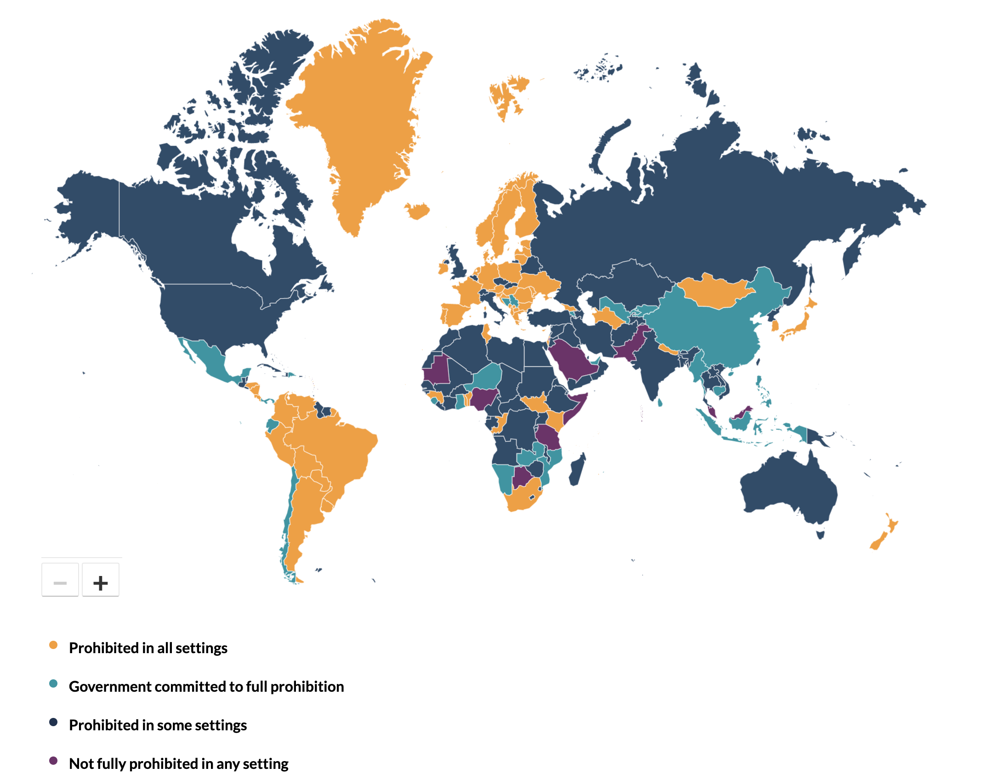 − +
Prohibited in all settings
Government committed to full prohibition
Prohibited in some settings
Not fully prohibited in any setting